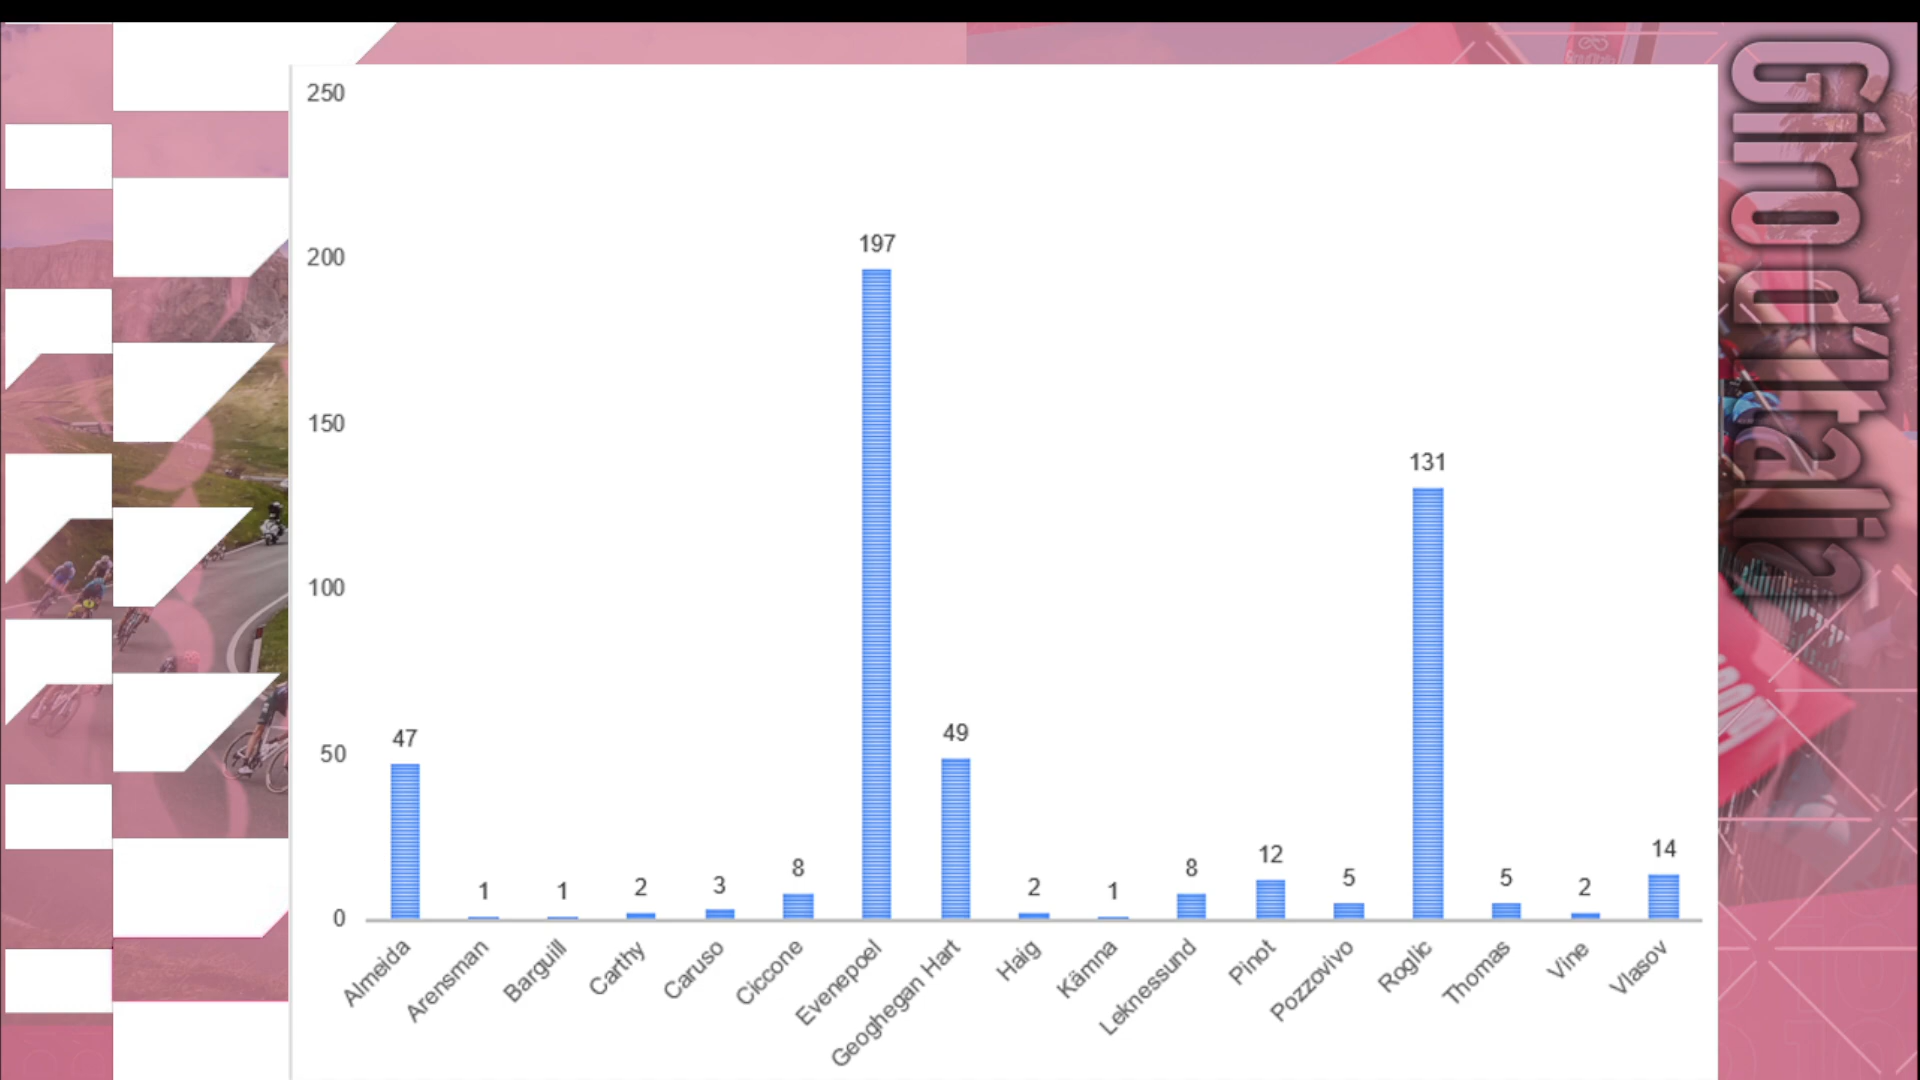 250
200
150
100
50
0
47
1
1
2
3
8
197
49
2
1
8
12
5
131
5
2
14
Almeida
Arensman
Barguill
Carthy
Caruso
Ciccone
Evenepoel
Geoghegan Hart
Haig
Kämna
Leknessund
Pinot
Pozzovivo
Roglic
Thomas
Vine
Vlasov
Giro d'Italia